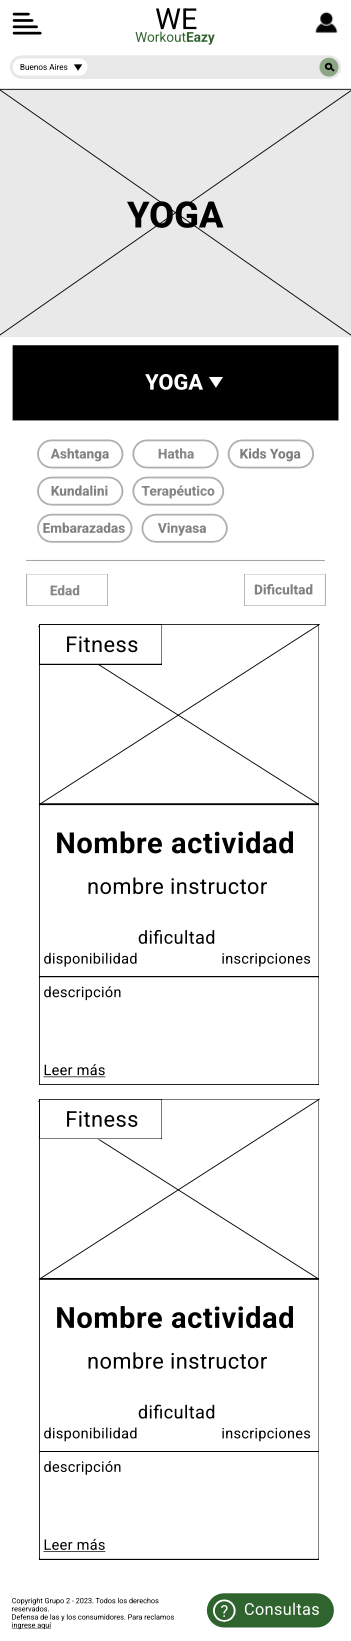 WE
WorkoutEazy
Buenos Aires
YOGA
YOGA
Ashtanga Hatha Kids Yoga
Kundalini Terapéutico
Embarazadas Vinyasa
Edad Dificultad
Fitness
Nombre actividad
nombre instructor
dificultad
disponibilidad inscripciones
descripción
Leer más
Fitness
Nombre actividad
nombre instructor
dificultad
disponibilidad inscripciones
descripción
Leer más
Copyright Grupo 2 - 2023. Todos los derechos
reservados.
Defensa de las y los consumidores. Para reclamos
ingrese aquí
? Consultas